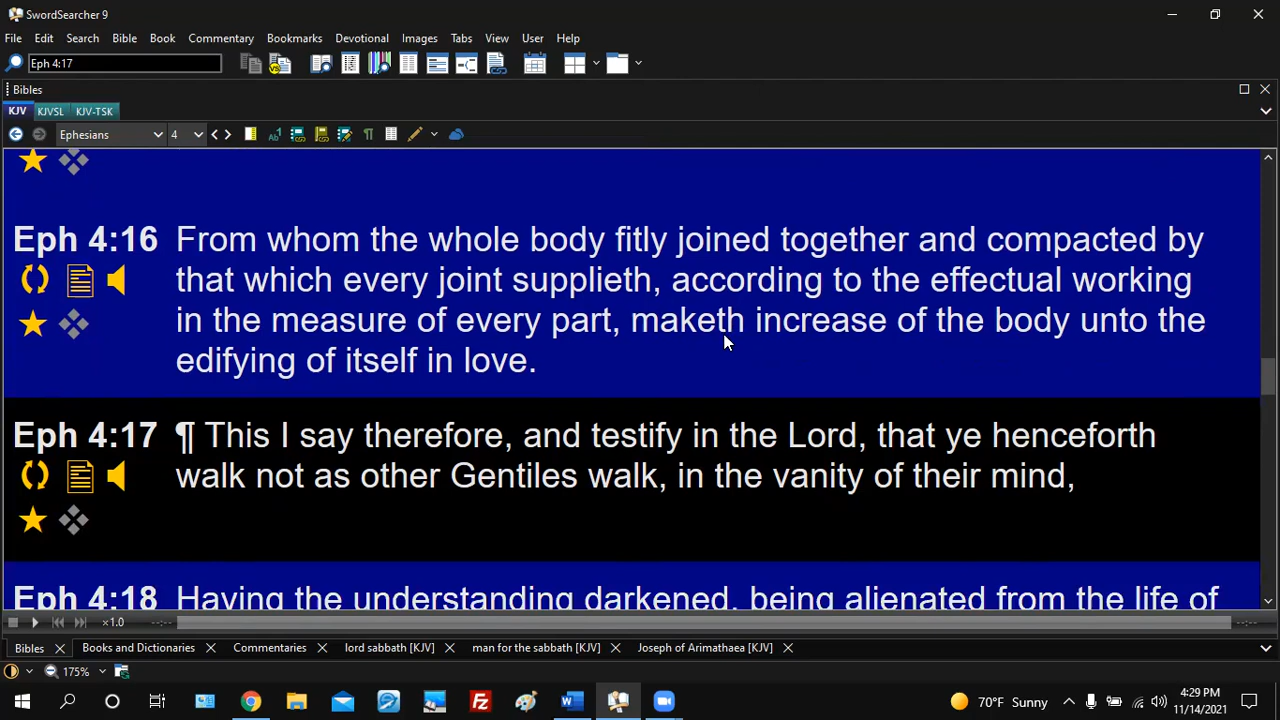 SwordSearcher 9
File Edit Search Bible Book Commentary Bookmarks Devotional Images Tabs View User Help
Eph 4:17
Bibles
KJV KJVSL KJV-TSK
Ephesians 4
Eph 4:16 From whom the whole body fitly joined together and compacted by
that which every joint supplieth, according to the effectual working
in the measure of every part, maketh increase of the body unto the
edifying of itself in love.
Eph 4:17 ¶ This I say therefore, and testify in the Lord, that ye henceforth
walk not as other Gentiles walk, in the vanity of their mind,
Eph 4:18 Having the understanding darkened, being alienated from the life of
×1.0 --:-- --:--
Bibles Books and Dictionaries Commentaries lord sabbath [KJV] man for the sabbath [KJV] Joseph of Arimathaea [KJV]
175%
70°F Sunny 4:29 PM
11/14/2021